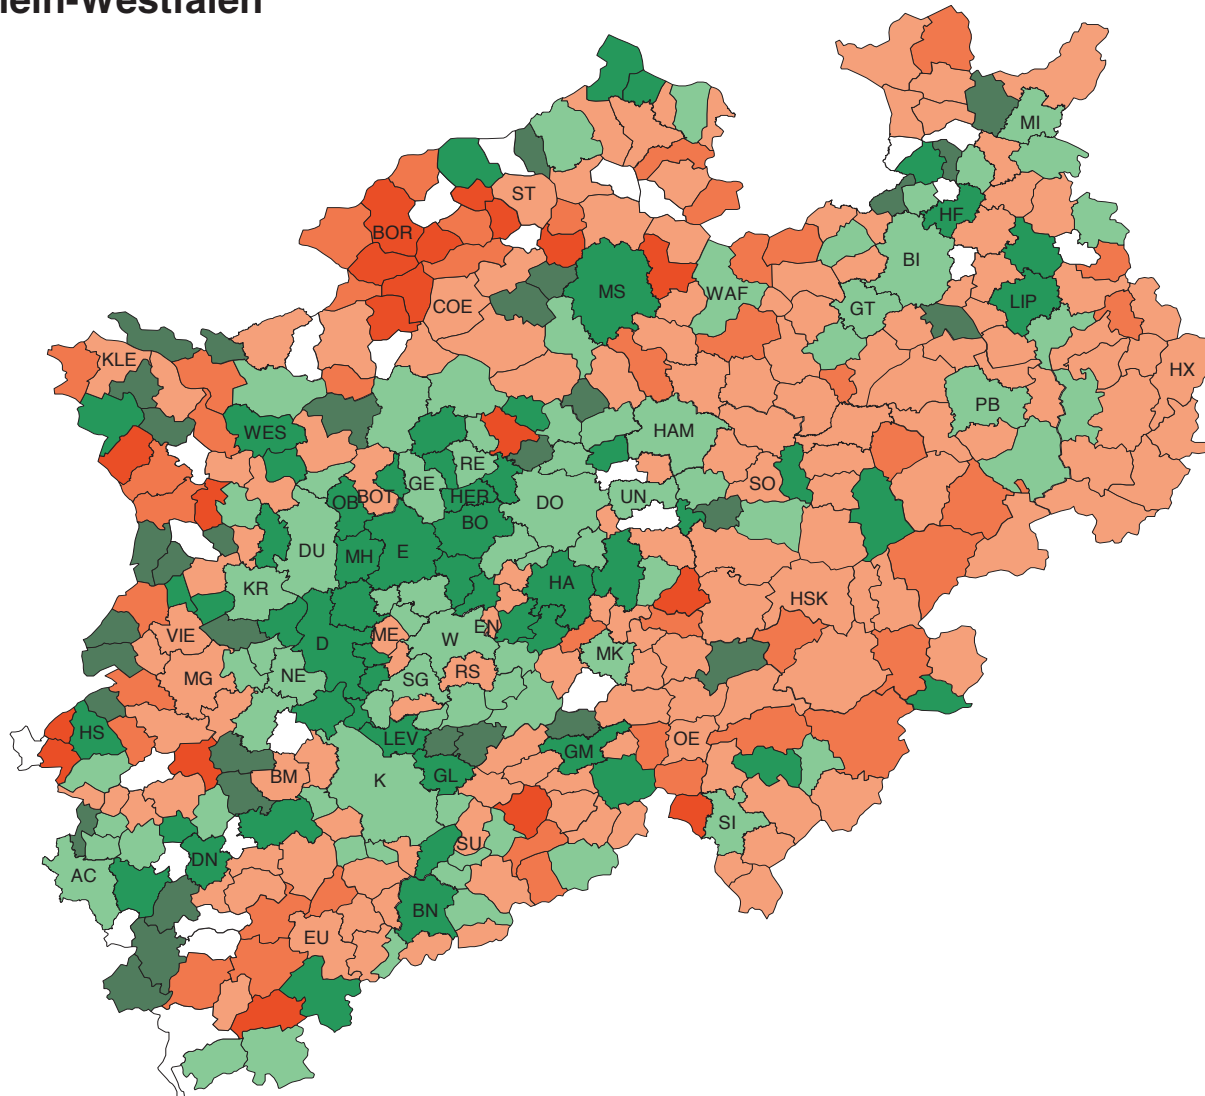 lein-Westfalen
MI
ST
HF
BOR
BI
MS
WAF
LIP
COE
GT
KLE
HX
PB
WES
HAM
RE
GE
SO
OB
BOT
HER
UN
DO
BO
DU
MH
E
HA
KR
HSK
EN
VIE
ME
W
D
MK
RS
NE
SG
MG
HS
LEV
OE
GM
BM
GL
K
SI
SU
DN
AC
BN
EU